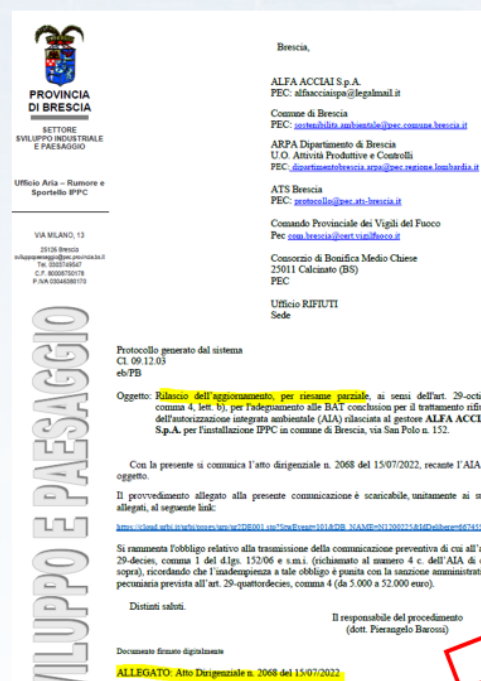 PROVINCIA
DI BRESCIA
SETTORE
SVILUPPO INDUSTRIALE
E PAESAGGIO
Ufficio Aria – Rumore e
Sportello IPPC
VIA MILANO, 13
25126 Brescia
Tel. 0303749547
C.F. 80008750178
P.IVA 03046380170
VILUPPO E PAESAGGIO
Brescia,
ALFA ACCIAI S.p.A.
PEC: alfaacciaispa@legalmail.it
Comune di Brescia
PEC: sostenibilita.ambientale@pec.comune.brescia.it
ARPA Dipartimento di Brescia
U.O. Attività Produttive e Controlli
PEC: dipartimentobrescia.arpa@pec.regione.lombardia.it
ATS Brescia
PEC: protocollo@pec.ats-brescia.it
Comando Provinciale dei Vigili del Fuoco
Pec com.brescia@cert.vigilfuoco.it
Consorzio di Bonifica Medio Chiese
25011 Calcinato (BS)
PEC
Ufficio RIFIUTI
Sede
Protocollo generato dal sistema
Cl. 09.12.03
eb/PB
Oggetto: Rilascio dell'aggiornamento, per riesame parziale, ai sensi dell'art. 29-octi
comma 4, lett. b), per l'adeguamento alle BAT conclusion per il trattamento rifiu
dell'autorizzazione integrata ambientale (AIA) rilasciata al gestore ALFA ACCI
S.p.A. per l'installazione IPPC in comune di Brescia, via San Polo n. 152.
Con la presente si comunica l'atto dirigenziale n. 2068 del 15/07/2022, recante l'AIA
oggetto.
Il provvedimento allegato alla presente comunicazione è scaricabile, unitamente ai su
allegati, al seguente link:
Si rammenta l'obbligo relativo alla trasmissione della comunicazione preventiva di cui all'a
29-decies, comma 1 del d.lgs. 152/06 e s.m.i. (richiamato al numero 4 c. dell'AIA di c
sopra), ricordando che l'inadempienza a tale obbligo è punita con la sanzione amministrati
pecuniaria prevista all'art. 29-quattordecies, comma 4 (da 5.000 a 52.000 euro).
Distinti saluti.
Il responsabile del procedimento
(dott. Pierangelo Barossi)
Documento firmato digitalmente
ALLEGATO: Atto Dirigenziale n. 2068 del 15/07/2022